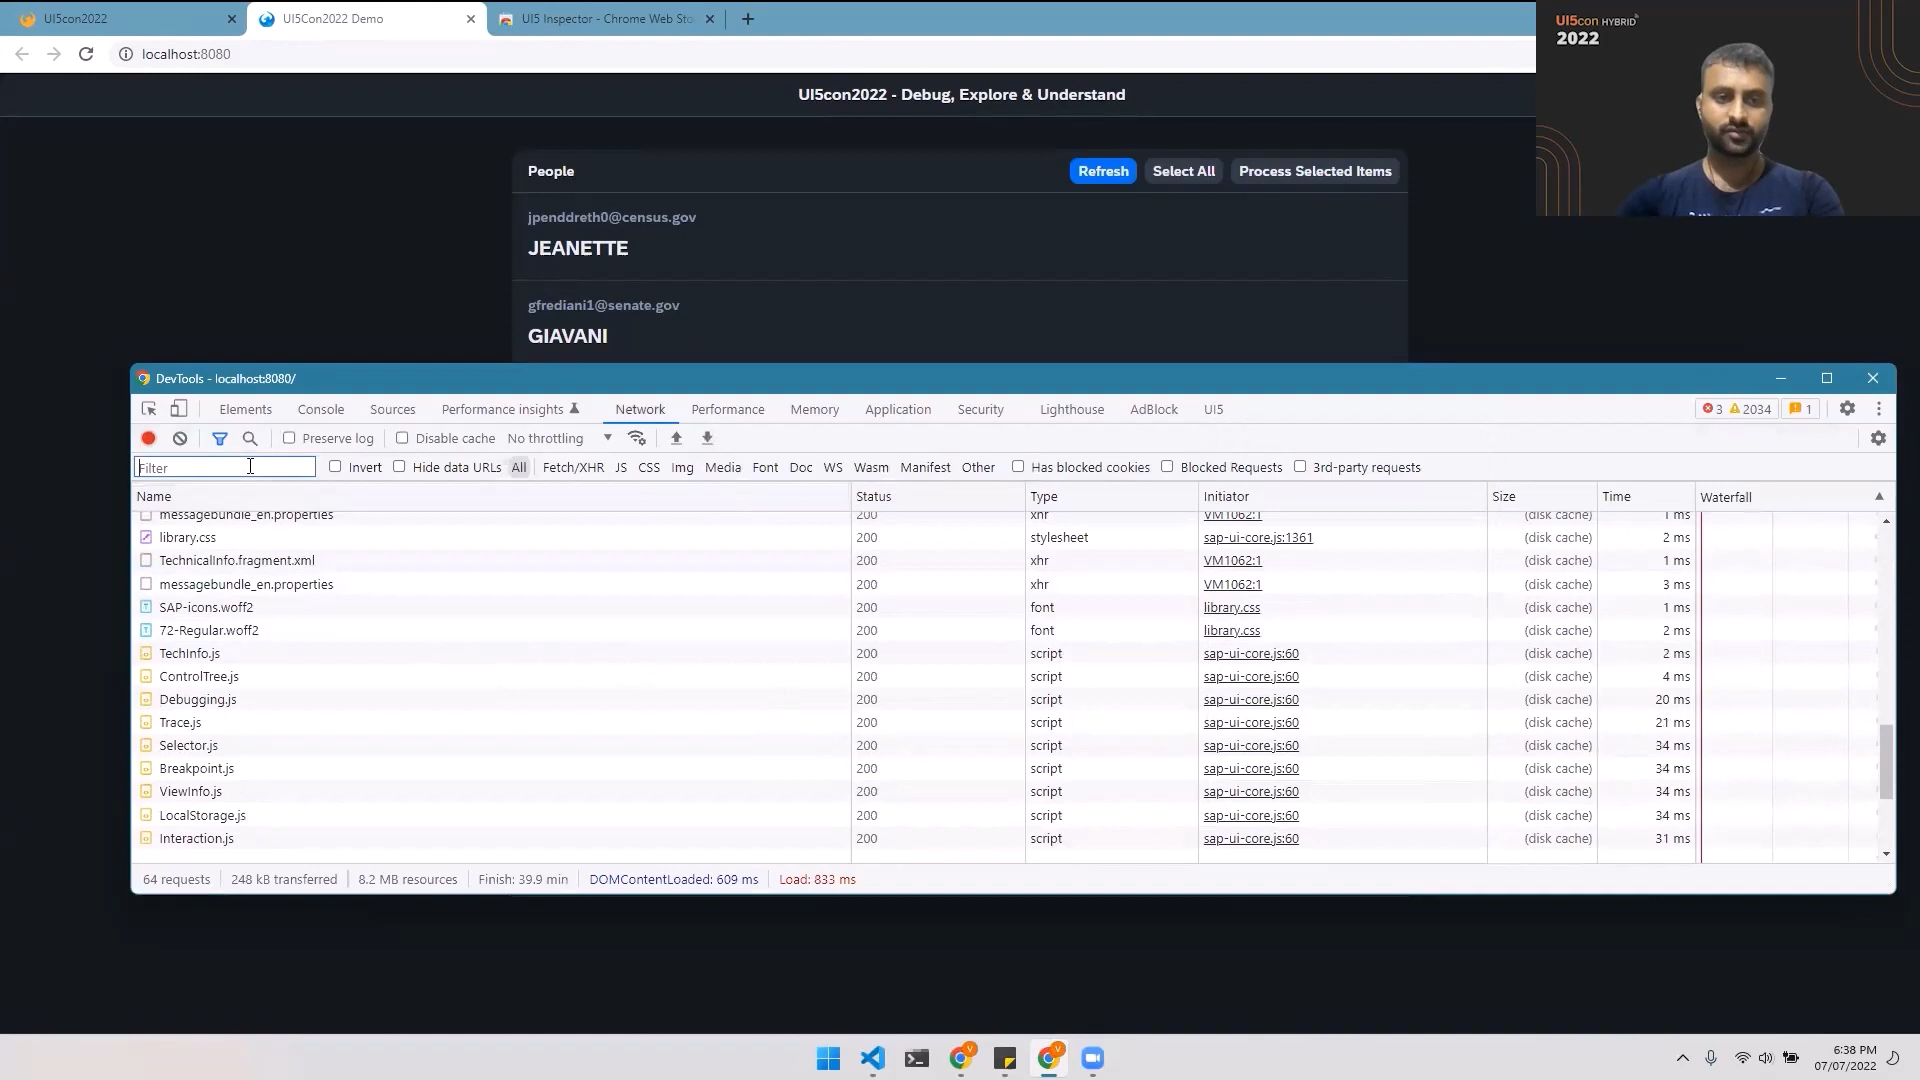 UI5con2022
UI5Con2022 Demo
UI5 Inspector - Chrome Web Sto
localhost:8080
UI5con HYBRID
2022
UI5con2022 - Debug, Explore & Understand
People
Refresh
Select All
Process Selected Items
jpenddreth0@census.gov
JEANETTE
gfrediani1@senate.gov
GIAVANI
DevTools - localhost:8080/
Elements Console Sources Performance insights Network Performance Memory Application Security Lighthouse AdBlock UI5 3 2034 1
Preserve log Disable cache No throttling
Filter Invert Hide data URLs All Fetch/XHR JS CSS Img Media Font Doc WS Wasm Manifest Other Has blocked cookies Blocked Requests 3rd-party requests
Name Status Type Initiator Size Time Waterfall
messagebundle_en.properties 200 xhr VM1062:1 (disk cache) 1 ms
library.css 200 stylesheet sap-ui-core.js:1361 (disk cache) 2 ms
TechnicalInfo.fragment.xml 200 xhr VM1062:1 (disk cache) 1 ms
messagebundle_en.properties 200 xhr VM1062:1 (disk cache) 3 ms
SAP-icons.woff2 200 font library.css (disk cache) 1 ms
72-Regular.woff2 200 font library.css (disk cache) 2 ms
TechInfo.js 200 script sap-ui-core.js:60 (disk cache) 2 ms
ControlTree.js 200 script sap-ui-core.js:60 (disk cache) 4 ms
Debugging.js 200 script sap-ui-core.js:60 (disk cache) 20 ms
Trace.js 200 script sap-ui-core.js:60 (disk cache) 21 ms
Selector.js 200 script sap-ui-core.js:60 (disk cache) 34 ms
Breakpoint.js 200 script sap-ui-core.js:60 (disk cache) 34 ms
ViewInfo.js 200 script sap-ui-core.js:60 (disk cache) 34 ms
LocalStorage.js 200 script sap-ui-core.js:60 (disk cache) 34 ms
Interaction.js 200 script sap-ui-core.js:60 (disk cache) 31 ms
64 requests 248 kB transferred 8.2 MB resources Finish: 39.9 min DOMContentLoaded: 609 ms Load: 833 ms
6:38 PM
07/07/2022